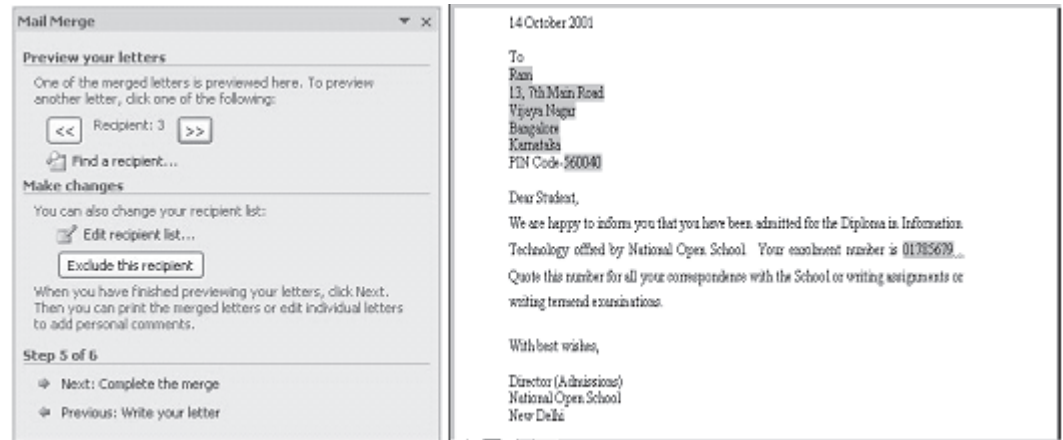 Mail Merge
Preview your letters
One of the merged letters is previewed here. To preview
another letter, click one of the following:
<< Recipient: 3 >>
Find a recipient...
Make changes
You can also change your recipient list:
Edit recipient list...
Exclude this recipient
When you have finished previewing your letters, click Next.
Then you can print the merged letters or edit individual letters
to add personal comments.
Step 5 of 6
Next: Complete the merge
Previous: Write your letter
14 October 2001
To
Ram
13, 7th Main Road
Vijaya Nagar
Bangalore
Karnataka
PIN Code-560040
Dear Student,
We are happy to inform you that you have been admitted for the Diploma in Information
Technology offred by National Open School. Your enrolment number is 01785679
Quote this number for all your correspondence with the School or writing assignments or
writing termend examinations.
With best wishes,
Director (Admissions)
National Open School
New Delhi